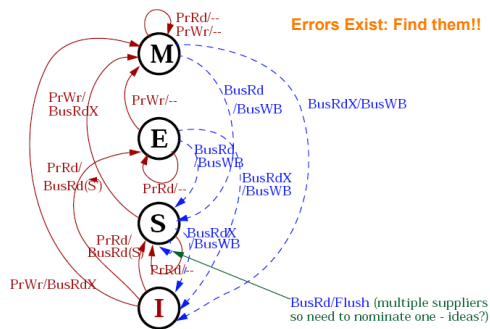 Errors Exist: Find them!!
PrRd/--
PrWr/--
M
PrWr/
BusRdX
PrWr/--
BusRd
/BusWB
BusRdX/BusWB
E
BusRd
/BusWB
PrRd/
BusRd(S)
BusRdX
/BusWB
PrRd/--
S
BusRdX
/BusWB
PrRd/
BusRd(S)
PrRd/--
PrWr/BusRdX
I
BusRd/Flush (multiple suppliers
so need to nominate one - ideas?)